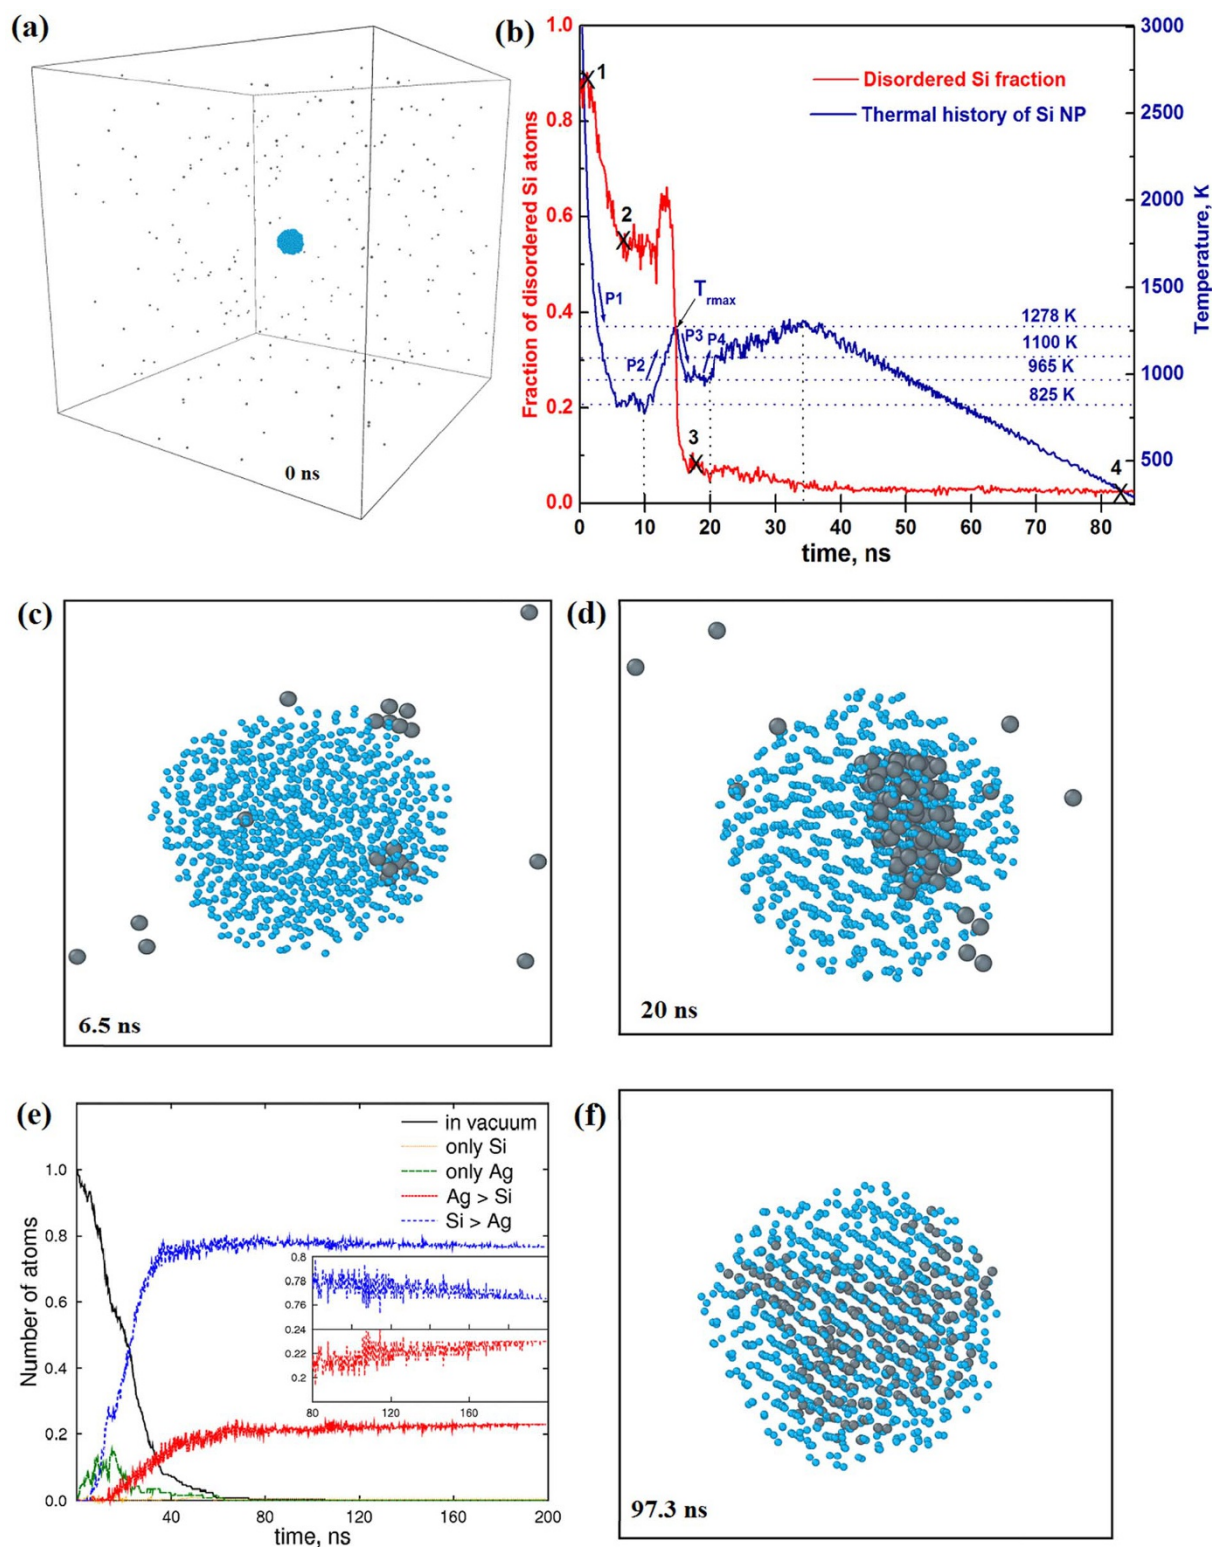 (a)
0 ns
(b)
Fraction of disordered Si atoms
1.0
0.8
0.6
0.4
0.2
0.0
1
2
3
4
Disordered Si fraction
Thermal history of Si NP
P1
P2
T_rmax
P3
P4
1278 K
1100 K
965 K
825 K
3000
2500
2000
1500
1000
500
Temperature, K
0 10 20 30 40 50 60 70 80
time, ns
(c)
6.5 ns
(d)
20 ns
(e)
Number of atoms
1.0
0.8
0.6
0.4
0.2
0.0
in vacuum
only Si
only Ag
Ag > Si
Si > Ag
0.8
0.78
0.76
0.24
0.22
0.2
80 120 160
40 80 120 160 200
time, ns
(f)
97.3 ns